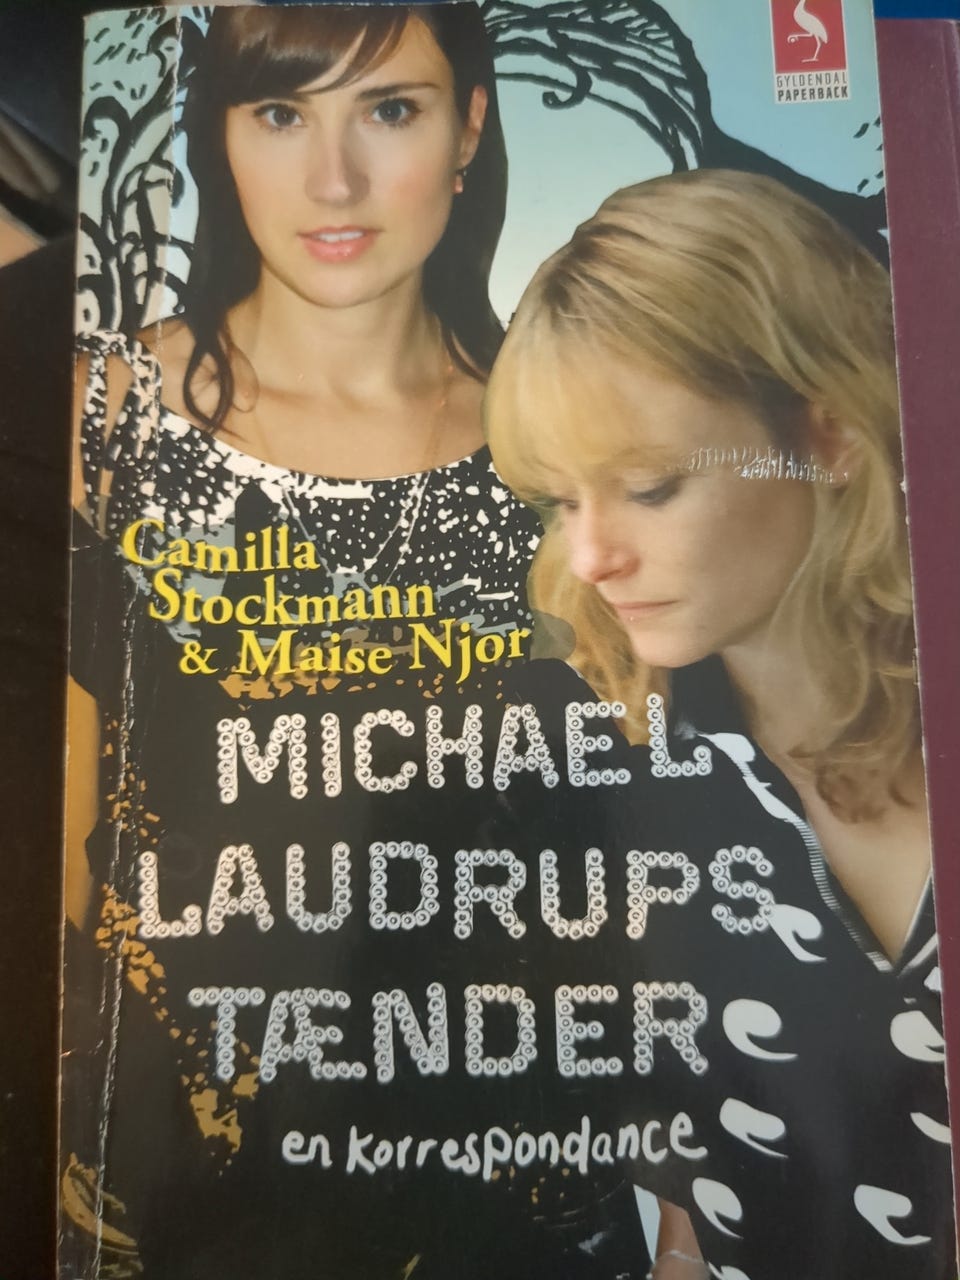 GYLDENDAL
PAPERBACK
Camilla
Stockmann
& Maise Njor
MICHAEL
LAUDRUPS
TÆNDER
en korrespondance